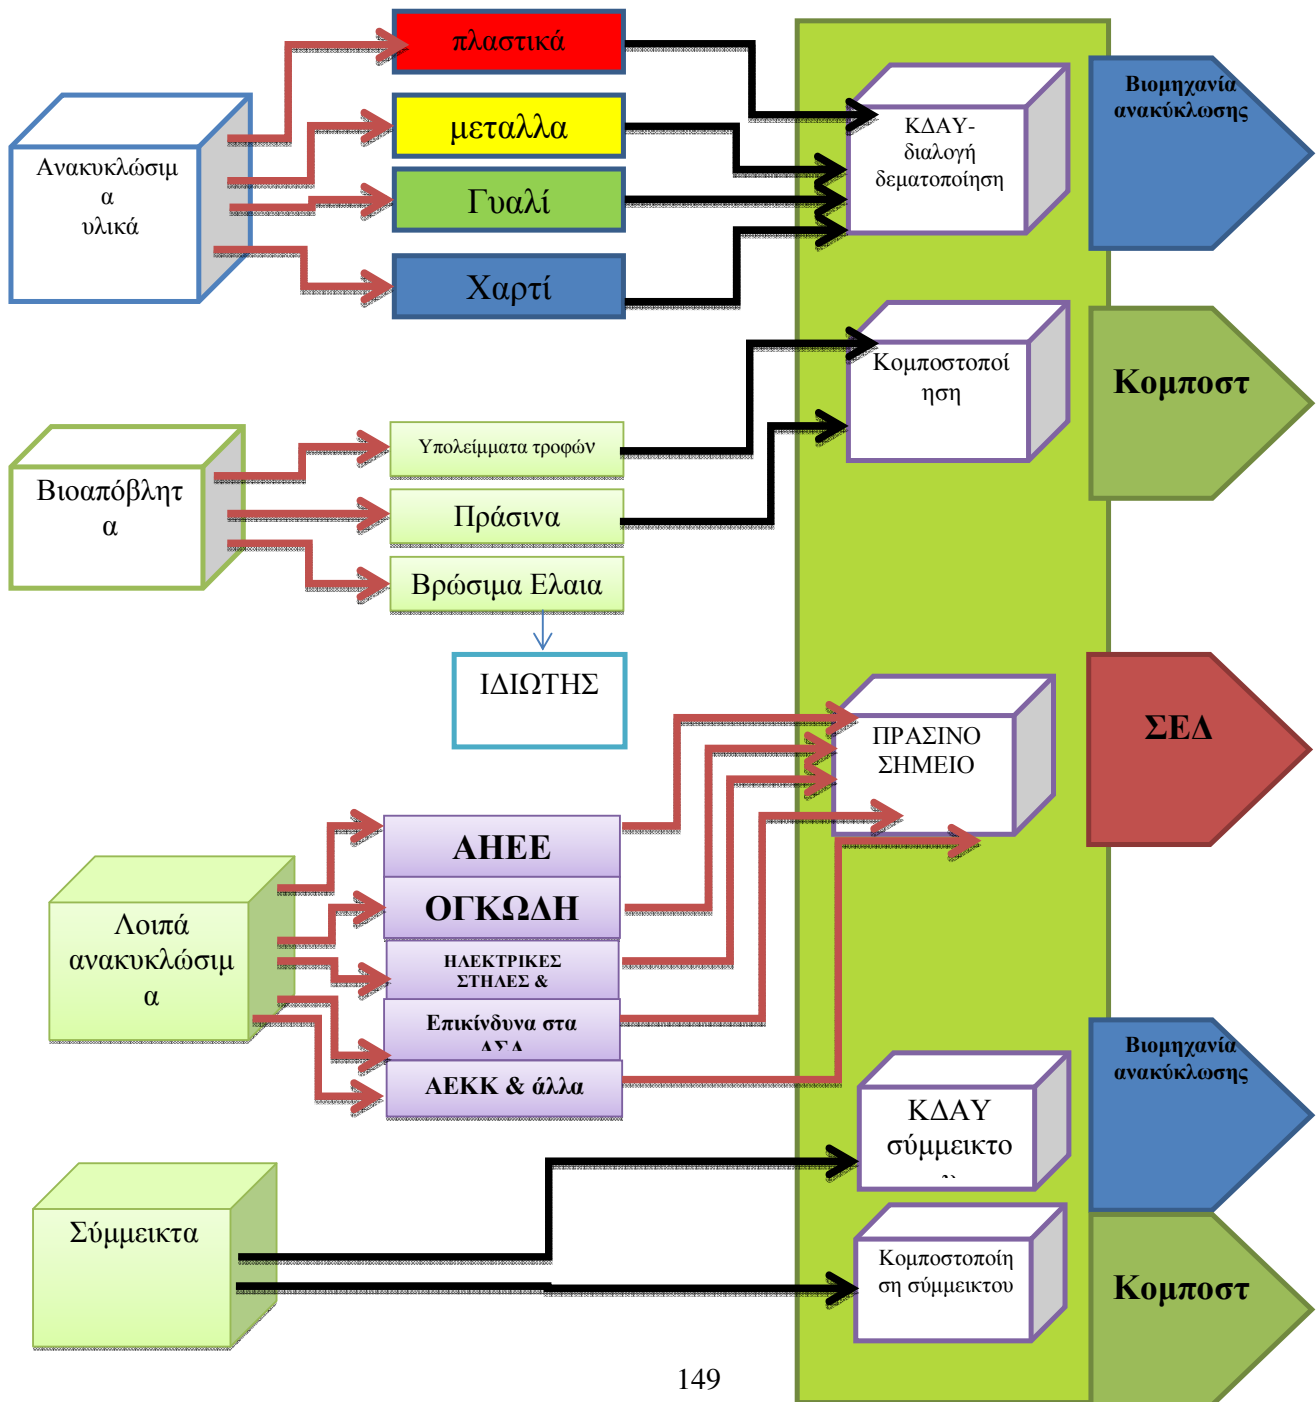 πλαστικά
μεταλλα
Γυαλί
Χαρτί
Ανακυκλώσιμ
α
υλικά
ΚΔΑΥ-
διαλογή
δεματοποίηση
Βιομηχανία
ανακύκλωσης
Κομποστοποί
ηση
Κομποστ
Βιοαπόβλητ
α
Υπολείμματα τροφών
Πράσινα
Βρώσιμα Ελαια
ΙΔΙΩΤΗΣ
ΠΡΑΣΙΝΟ
ΣΗΜΕΙΟ
ΣΕΔ
Λοιπά
ανακυκλώσιμ
α
ΑΗΕΕ
ΟΓΚΩΔΗ
ΗΛΕΚΤΡΙΚΕΣ
ΣΤΗΛΕΣ &
Επικίνδυνα στα
ΑΕΚΚ & άλλα
ΚΔΑΥ
σύμμεικτο
Βιομηχανία
ανακύκλωσης
Σύμμεικτα
Κομποστοποίη
ση σύμμεικτου
Κομποστ
149